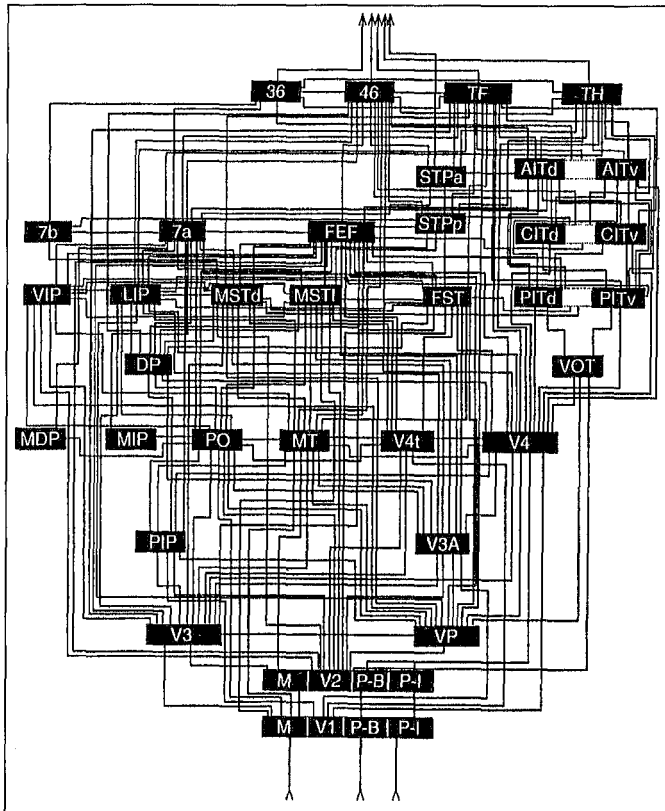 36 46 TF TH
STPa AITd AITv
7b 7a FEF STPp CITd CITv
VIP LIP MSTd MSTl FST PITd PITv
DP VOT
MDP MIP PO MT V4t V4
PIP V3A
V3 VP
M V2 P-B P-I
M V1 P-B P-I